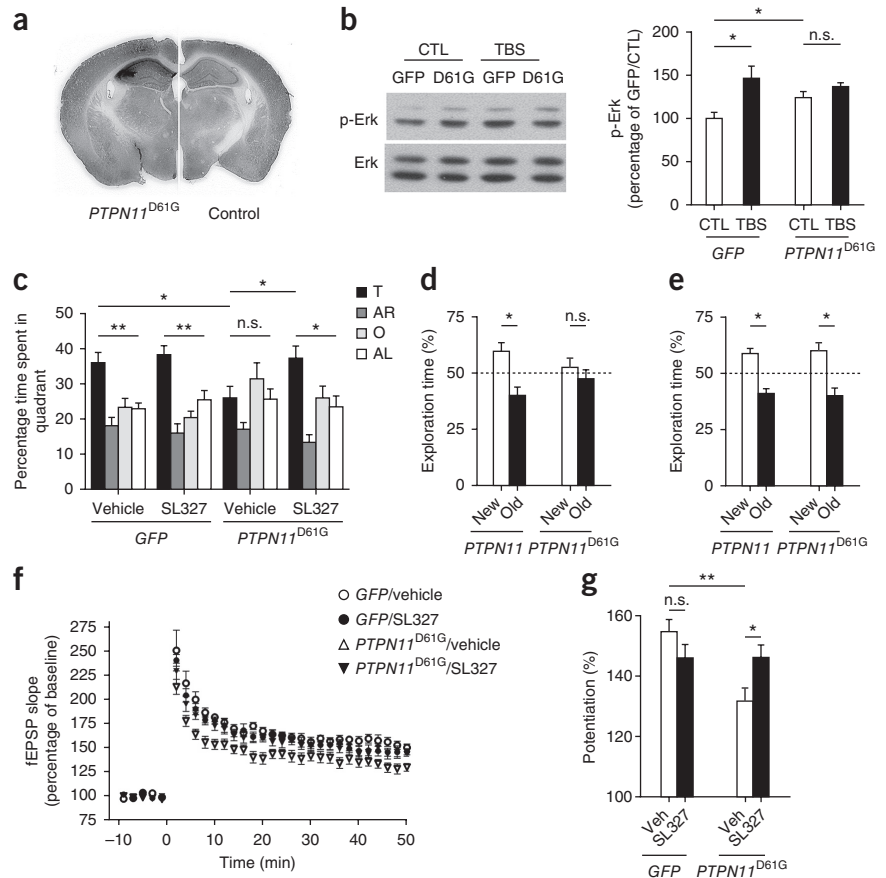 a
PTPN11D61G Control
b
CTL TBS
GFP D61G GFP D61G
p-Erk
Erk
p-Erk
(percentage of GFP/CTL)
200
150
100
50
0
*
*
n.s.
CTL TBS CTL TBS
GFP PTPN11D61G
c
Percentage time spent in
quadrant
50
40
30
20
10
0
*
*
** ** n.s. *
T
AR
O
AL
Vehicle SL327 Vehicle SL327
GFP PTPN11D61G
d
Exploration time (%)
75
50
25
0
* n.s.
New Old New Old
PTPN11 PTPN11D61G
e
Exploration time (%)
75
50
25
0
* *
New Old New Old
PTPN11 PTPN11D61G
f
GFP/vehicle
GFP/SL327
PTPN11D61G/vehicle
PTPN11D61G/SL327
fEPSP slope
(percentage of baseline)
275
250
225
200
175
150
125
100
75
–10 0 10 20 30 40 50
Time (min)
g
Potentiation (%)
160
140
120
100
**
n.s.
*
Veh SL327 Veh SL327
GFP PTPN11D61G